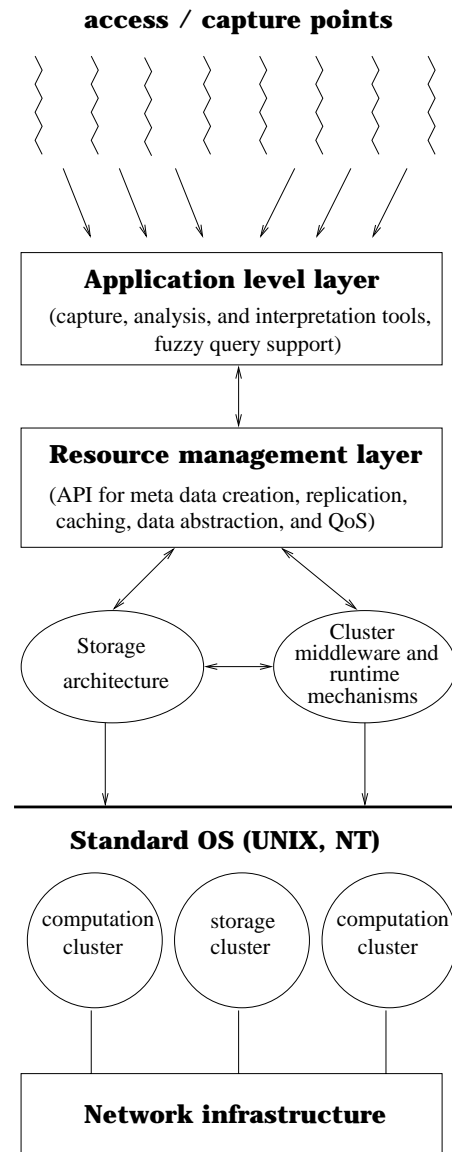 access / capture points
Application level layer
(capture, analysis, and interpretation tools,
fuzzy query support)
Resource management layer
(API for meta data creation, replication,
caching, data abstraction, and QoS)
Storage
architecture
Cluster
middleware and
runtime
mechanisms
Standard OS (UNIX, NT)
computation
cluster
storage
cluster
computation
cluster
Network infrastructure